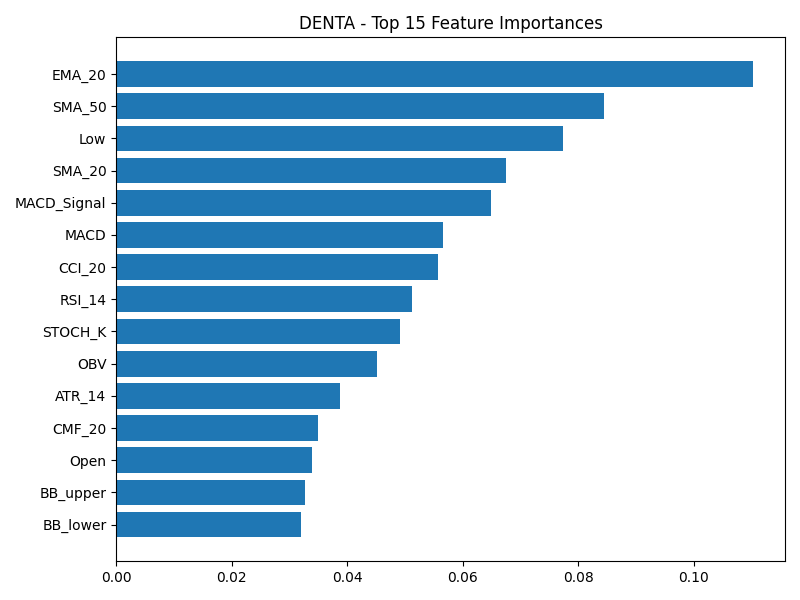 DENTA - Top 15 Feature Importances
EMA_20
SMA_50
Low
SMA_20
MACD_Signal
MACD
CCI_20
RSI_14
STOCH_K
OBV
ATR_14
CMF_20
Open
BB_upper
BB_lower
0.00 0.02 0.04 0.06 0.08 0.10